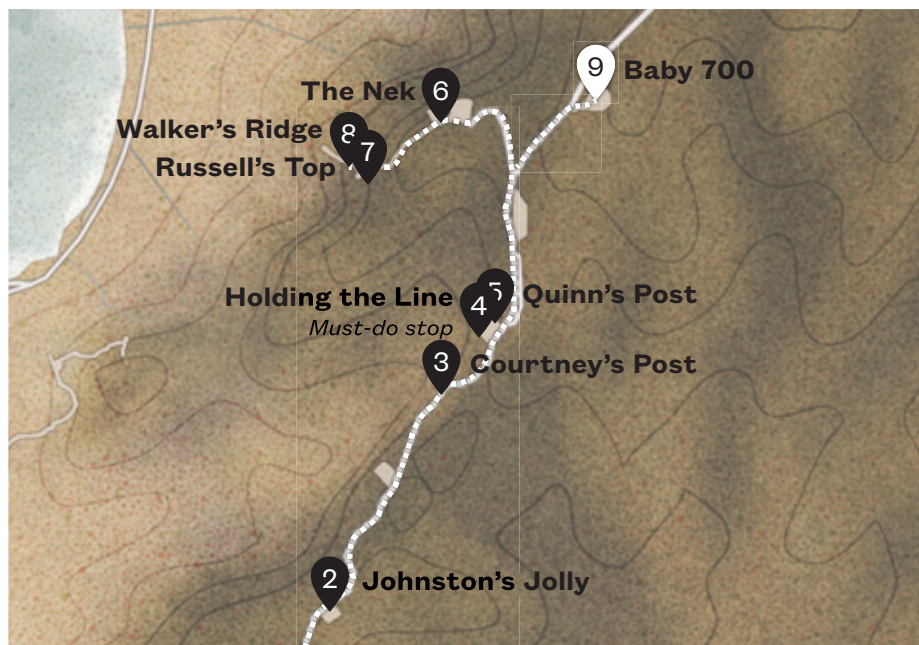 9 Baby 700
The Nek 6
Walker's Ridge 8
Russell's Top 7
5 Quinn's Post
Holding the Line 4
Must-do stop
3 Courtney's Post
2 Johnston's Jolly